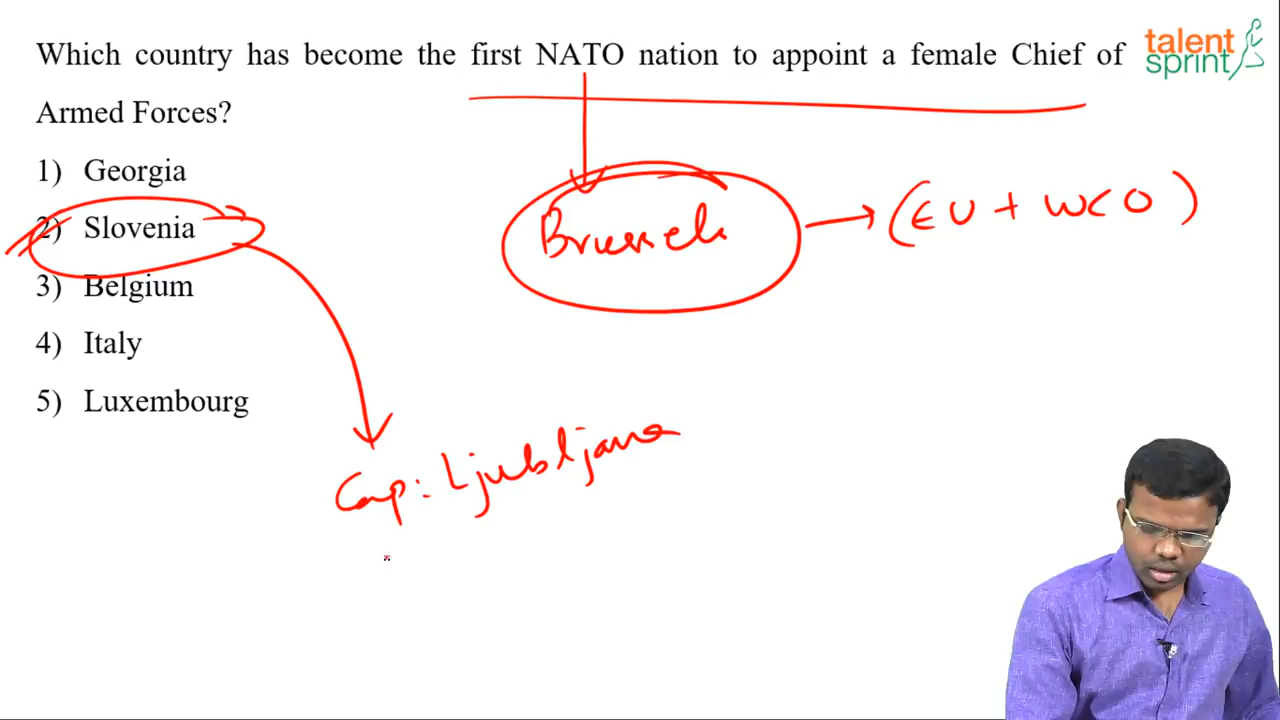 talent
sprint
Which country has become the first NATO nation to appoint a female Chief of
Armed Forces?
1) Georgia
2) Slovenia
3) Belgium
4) Italy
5) Luxembourg
Brussels → (EU + WCO)
Cap: Ljubljana